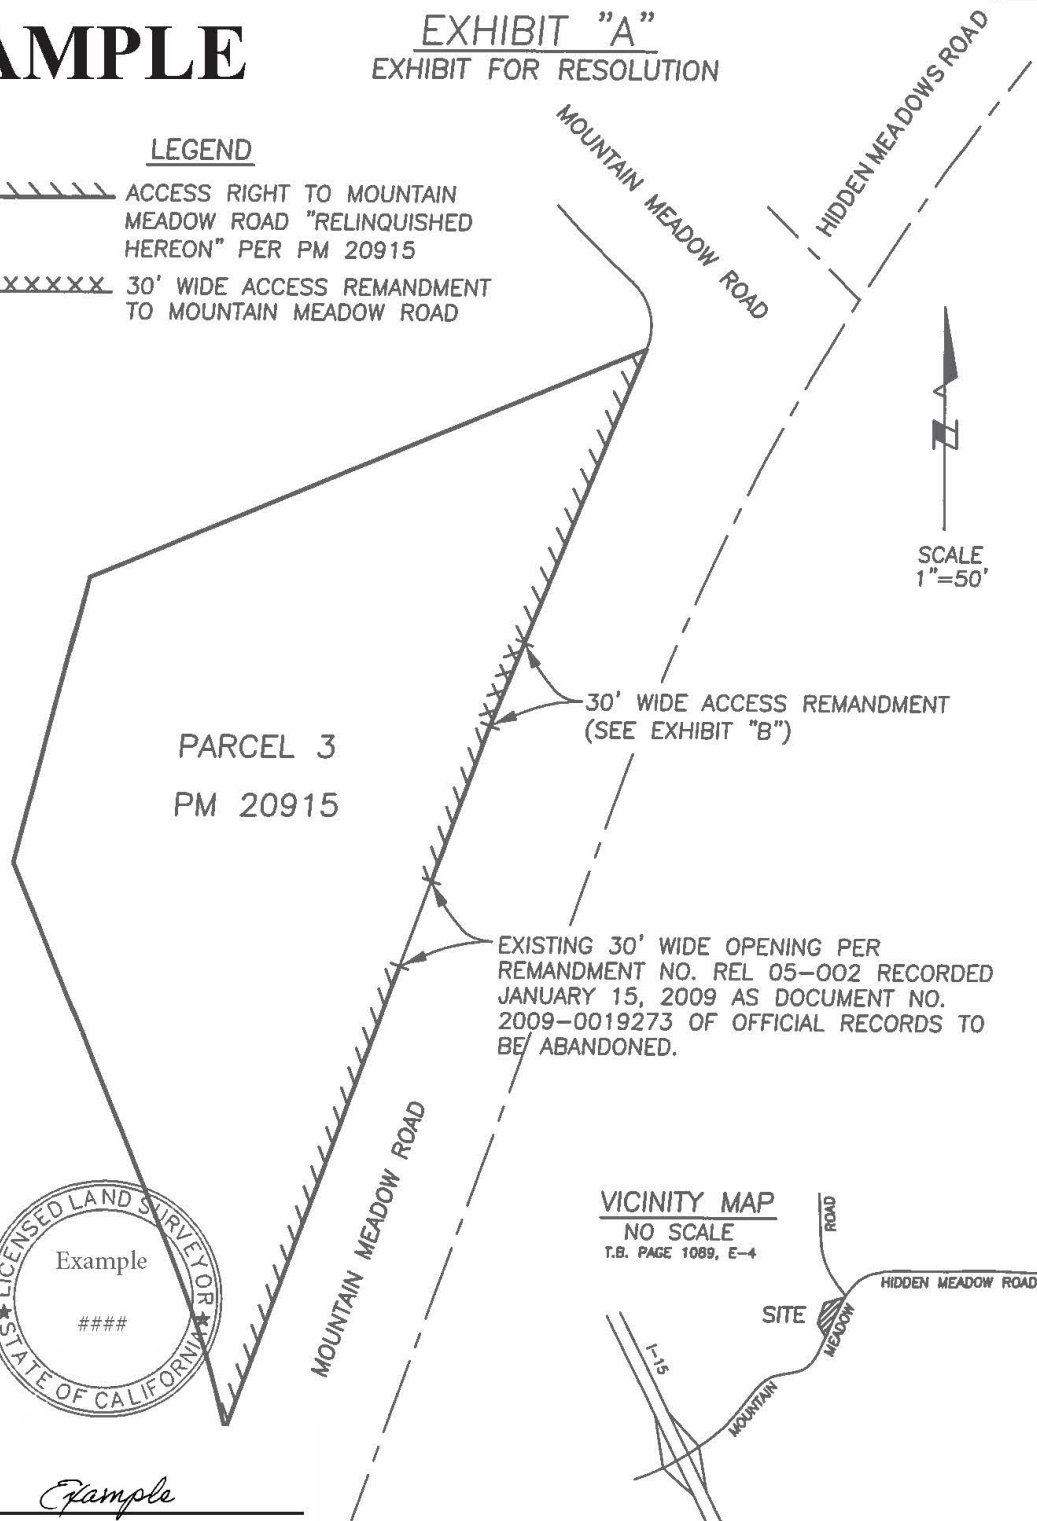 AMPLE
EXHIBIT "A"
EXHIBIT FOR RESOLUTION
LEGEND
ACCESS RIGHT TO MOUNTAIN
MEADOW ROAD "RELINQUISHED
HEREON" PER PM 20915
XXXXX 30' WIDE ACCESS REMANDMENT
TO MOUNTAIN MEADOW ROAD
MOUNTAIN MEADOW ROAD
HIDDEN MEADOWS ROAD
SCALE
1"=50'
30' WIDE ACCESS REMANDMENT
(SEE EXHIBIT "B")
PARCEL 3
PM 20915
EXISTING 30' WIDE OPENING PER
REMANDMENT NO. REL 05-002 RECORDED
JANUARY 15, 2009 AS DOCUMENT NO.
2009-0019273 OF OFFICIAL RECORDS TO
BE ABANDONED.
MOUNTAIN MEADOW ROAD
LICENSED LAND SURVEYOR
Example
####
STATE OF CALIFORNIA
Example
VICINITY MAP
NO SCALE
T.B. PAGE 1089, E-4
ROAD
HIDDEN MEADOW ROAD
SITE
MEADOW
I-15
MOUNTAIN